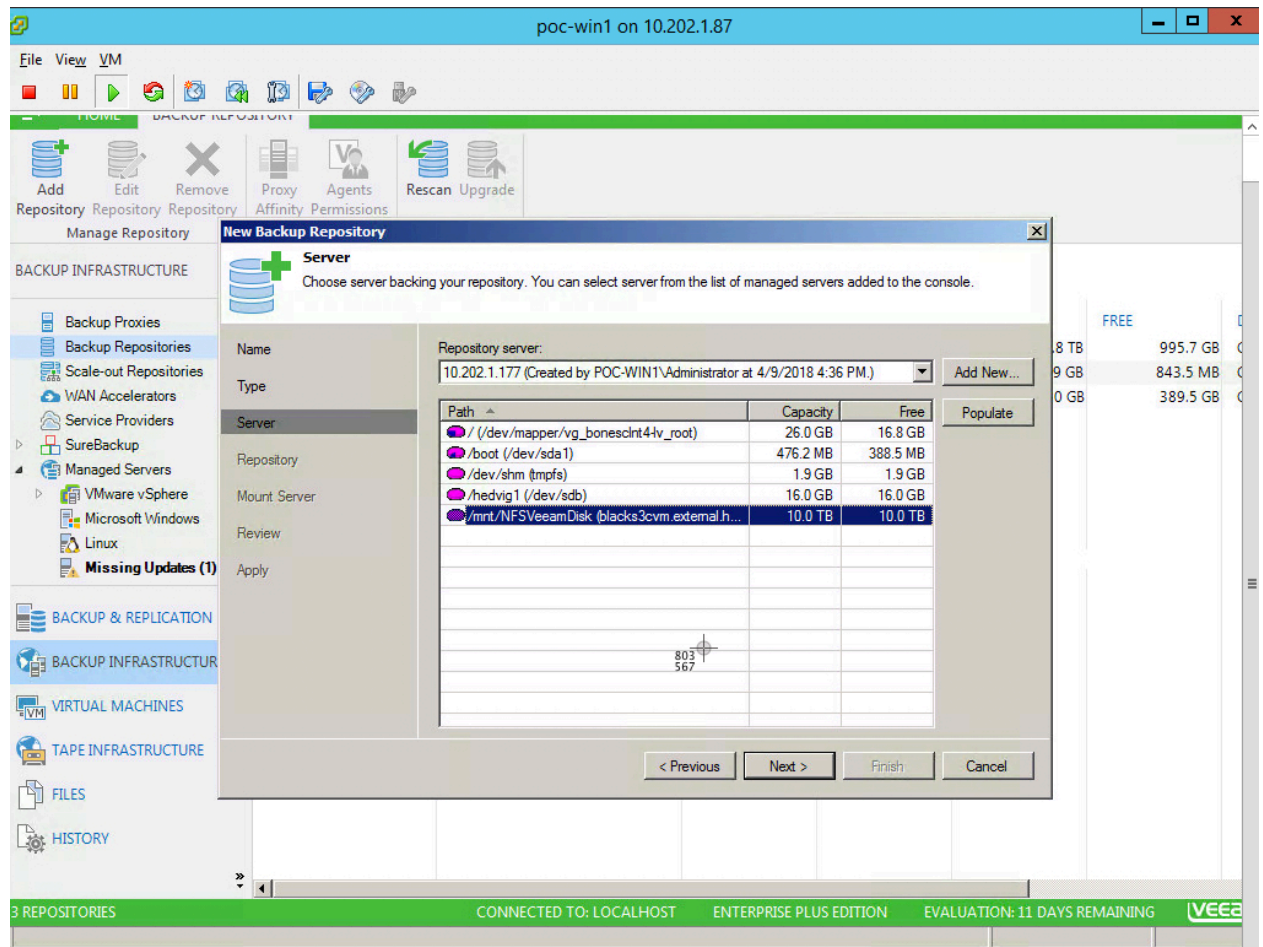 poc-win1 on 10.202.1.87
File View VM
HOME BACKUP REPOSITORY
Add Repository
Edit Repository
Remove Repository
Proxy Affinity
Agents Permissions
Rescan
Upgrade
Manage Repository
BACKUP INFRASTRUCTURE
Backup Proxies
Backup Repositories
Scale-out Repositories
WAN Accelerators
Service Providers
SureBackup
Managed Servers
VMware vSphere
Microsoft Windows
Linux
Missing Updates (1)
BACKUP & REPLICATION
BACKUP INFRASTRUCTUR
VIRTUAL MACHINES
TAPE INFRASTRUCTURE
FILES
HISTORY
New Backup Repository
Server
Choose server backing your repository. You can select server from the list of managed servers added to the console.
Name
Type
Server
Repository
Mount Server
Review
Apply
Repository server:
10.202.1.177 (Created by POC-WIN1\Administrator at 4/9/2018 4:36 PM.)
Add New...
Populate
Path Capacity Free
/ (/dev/mapper/vg_bonesclnt4-lv_root) 26.0 GB 16.8 GB
/boot (/dev/sda1) 476.2 MB 388.5 MB
/dev/shm (tmpfs) 1.9 GB 1.9 GB
/hedvig1 (/dev/sdb) 16.0 GB 16.0 GB
/mnt/NFSVeeamDisk (blacks3cvm.external.h... 10.0 TB 10.0 TB
803
567
< Previous Next > Finish Cancel
FREE
.8 TB 995.7 GB
9 GB 843.5 MB
0 GB 389.5 GB
3 REPOSITORIES CONNECTED TO: LOCALHOST ENTERPRISE PLUS EDITION EVALUATION: 11 DAYS REMAINING VEEA